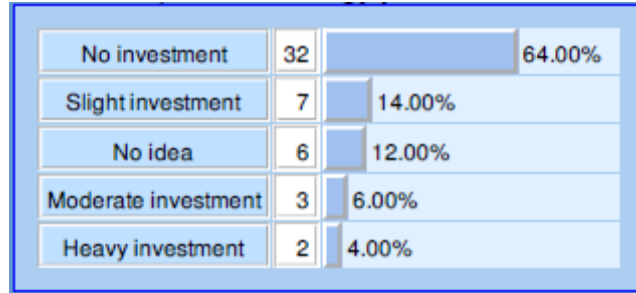 No investment 32 64.00%
Slight investment 7 14.00%
No idea 6 12.00%
Moderate investment 3 6.00%
Heavy investment 2 4.00%